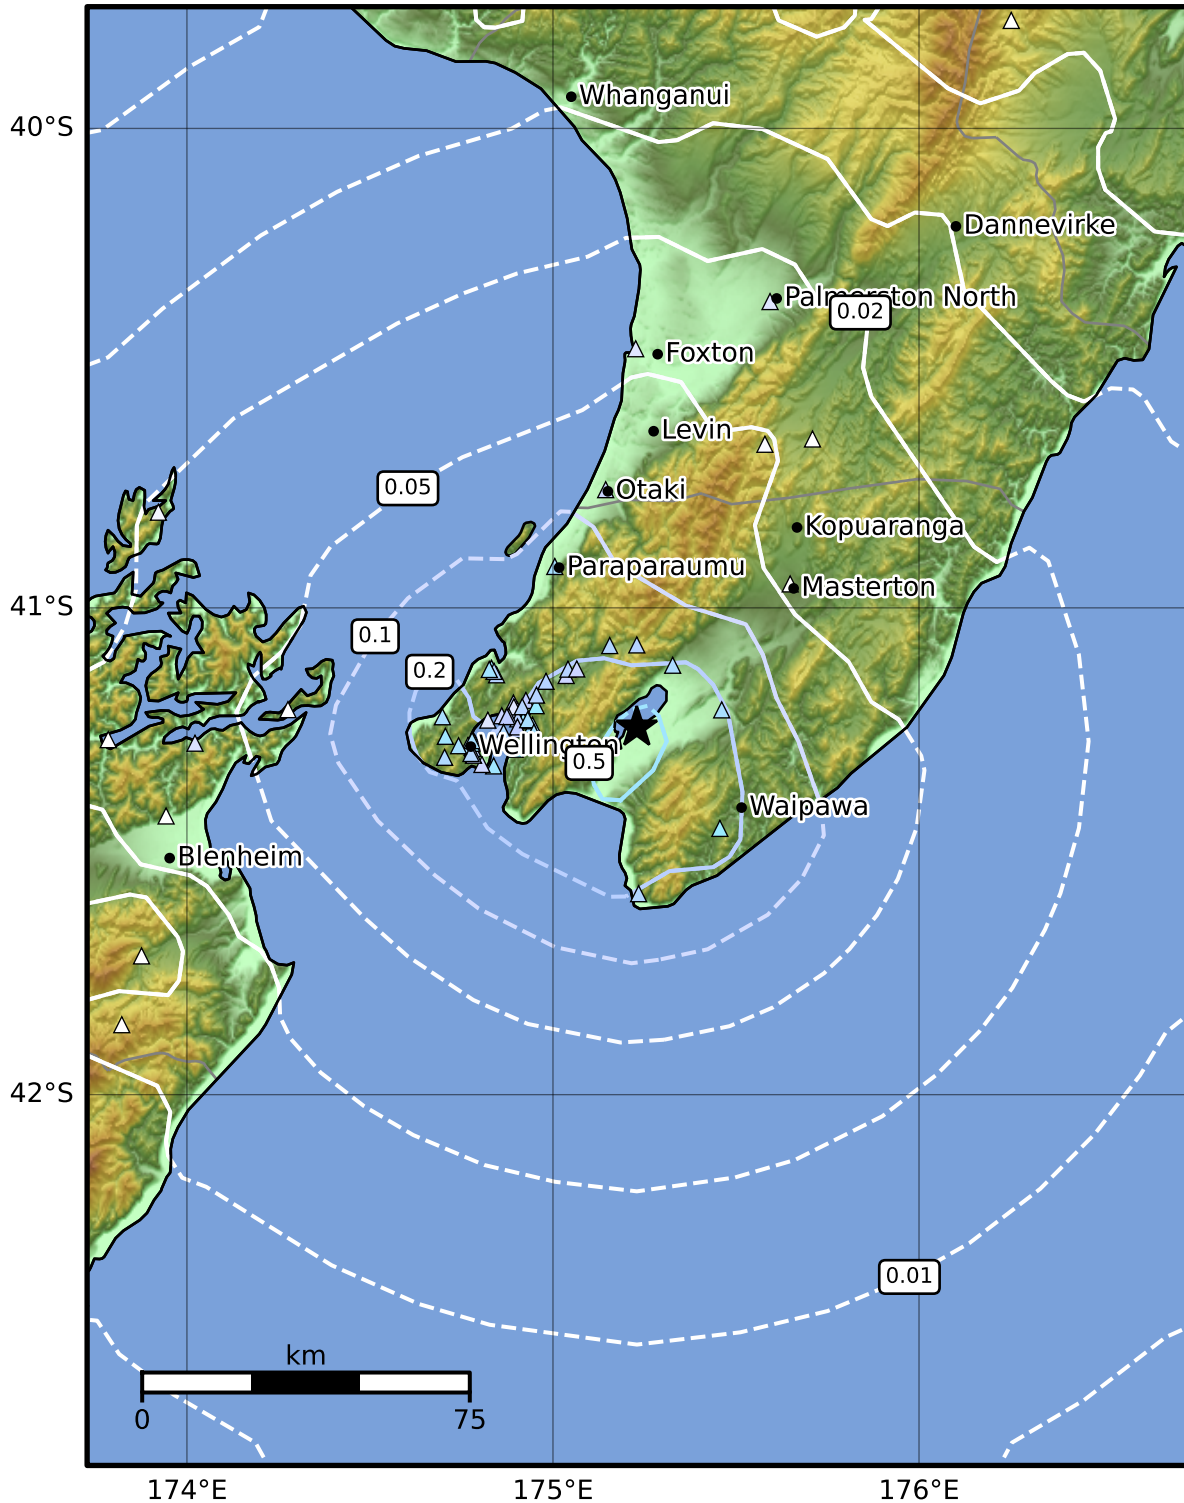 Whanganui
40°S
Dannevirke
Palmerston North
0.02
Foxton
Levin
0.05
Otaki
Kopuaranga
Paraparaumu
Masterton
41°S
0.1
0.2
Wellington
0.5
Waipawa
Blenheim
42°S
0.01
km
0 75
174°E 175°E 176°E